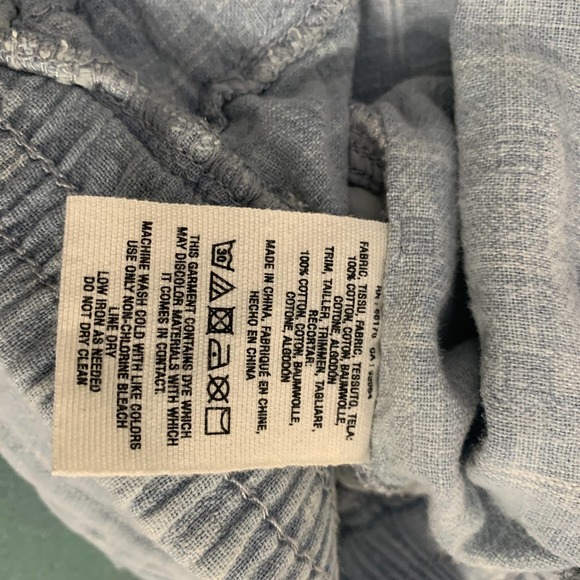 FABRIC, TISSU, FABRIC, TESSUTO, TELA:
100% COTTON, COTON, BAUMWOLLE,
COTONE, ALGODÓN
TRIM, TAILLER, TRIMMEN, TAGLIARE,
RECORTAR:
100% COTTON, COTON, BAUMWOLLE,
COTONE, ALGODÓN
MADE IN CHINA, FABRIQUÉ EN CHINE,
HECHO EN CHINA
30
THIS GARMENT CONTAINS DYE WHICH
MAY DISCOLOR MATERIALS WITH WHICH
IT COMES IN CONTACT.
MACHINE WASH COLD WITH LIKE COLORS
USE ONLY NON-CHLORINE BLEACH
LINE DRY
LOW IRON AS NEEDED
DO NOT DRY CLEAN